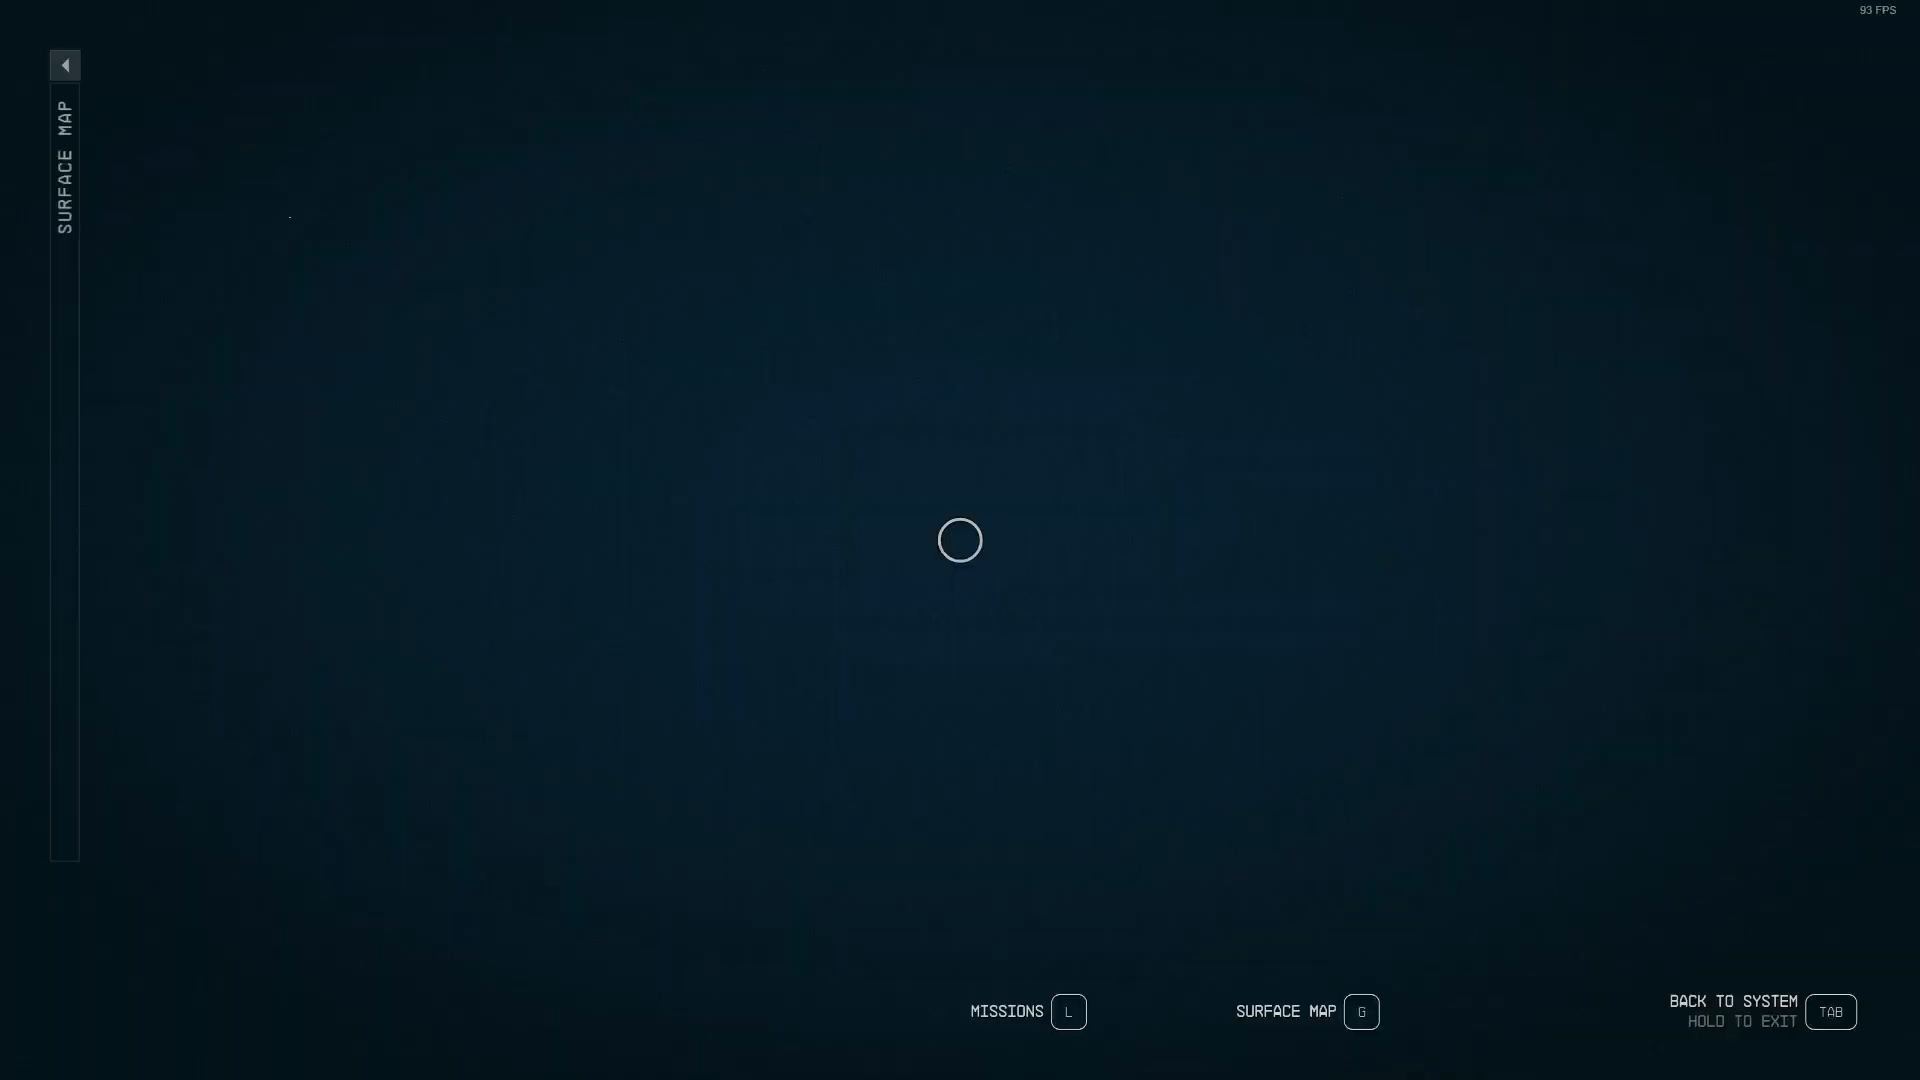 93 FPS
SURFACE MAP
MISSIONS L
SURFACE MAP G
BACK TO SYSTEM
HOLD TO EXIT
TAB